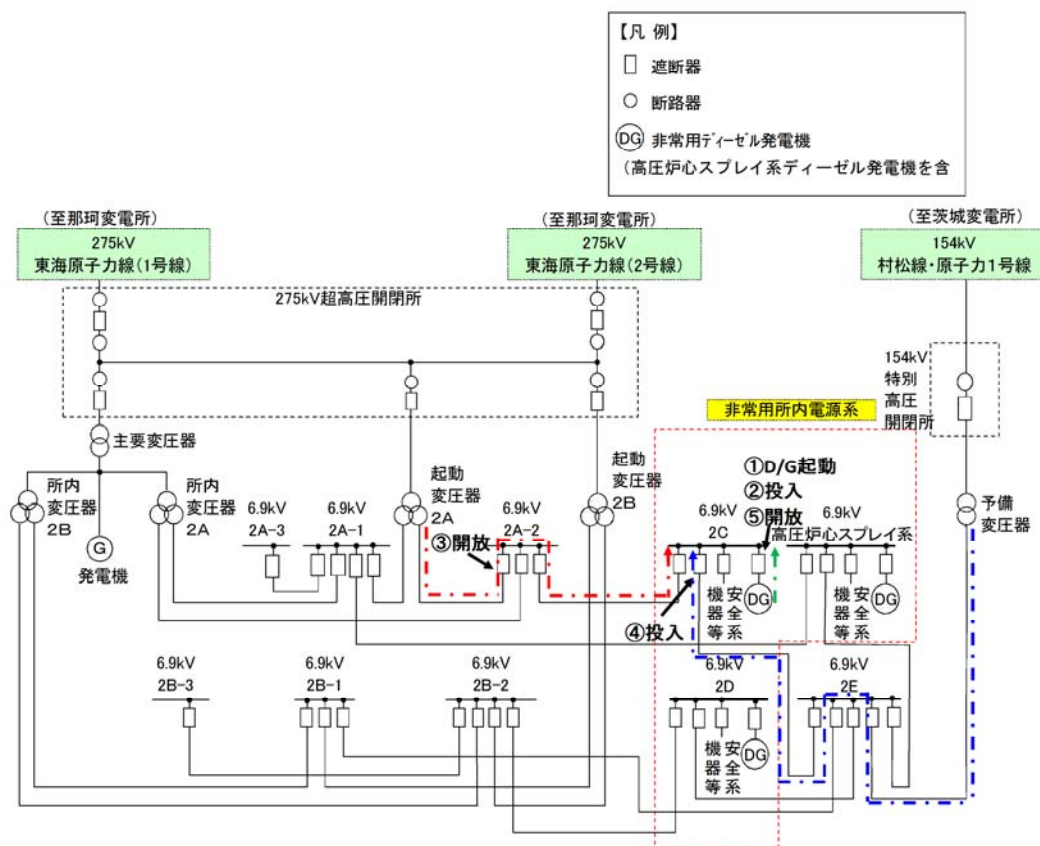 【凡 例】
遮断器
断路器
DG 非常用ディーゼル発電機
（高圧炉心スプレイ系ディーゼル発電機を含
（至那珂変電所）
275kV
東海原子力線（1号線）
（至那珂変電所）
275kV
東海原子力線（2号線）
（至茨城変電所）
154kV
村松線・原子力1号線
275kV超高圧開閉所
154kV
特別
高圧
開閉所
非常用所内電源系
主要変圧器
所内
変圧器
2B
所内
変圧器
2A
G
発電機
6.9kV
2A-3
6.9kV
2A-1
起動
変圧器
2A
6.9kV
2A-2
③開放
起動
変圧器
2B
①D/G起動
②投入
⑤開放
6.9kV
2C
6.9kV
高圧炉心スプレイ系
予備
変圧器
④投入
機器等
安全系
DG
機器等
安全系
DG
6.9kV
2B-3
6.9kV
2B-1
6.9kV
2B-2
6.9kV
2D
6.9kV
2E
機器等
安全系
DG